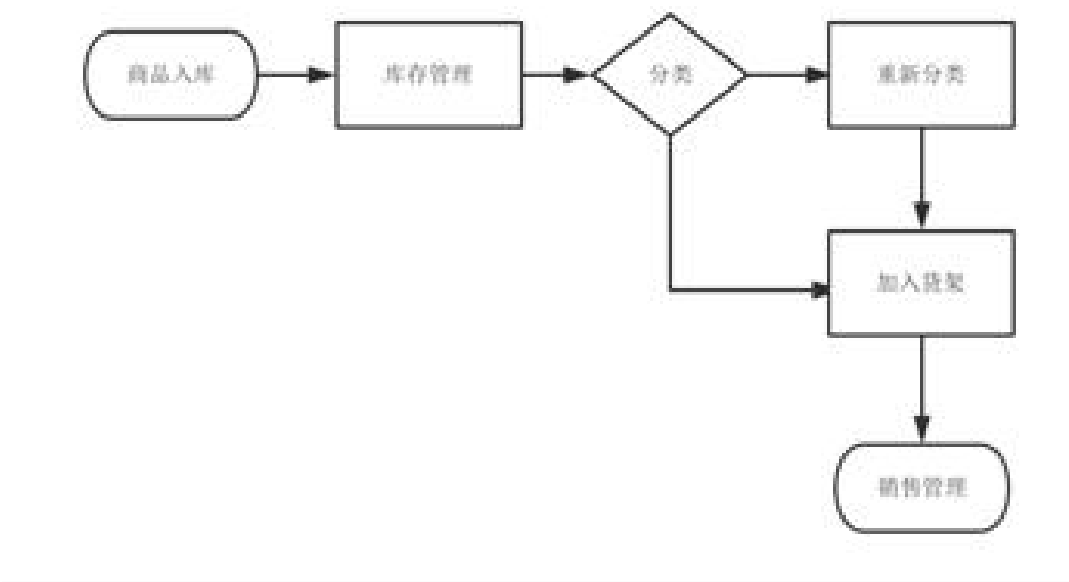 商品入库
库存管理
分类
重新分类
加入货架
销售管理